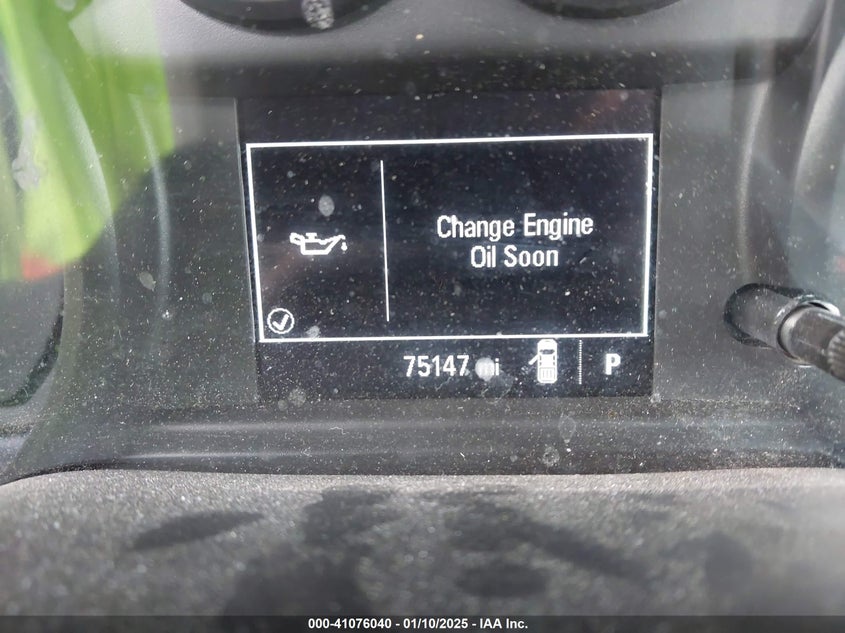 Change Engine
Oil Soon
75147 mi
P
000-41076040 - 01/10/2025 - IAA Inc.